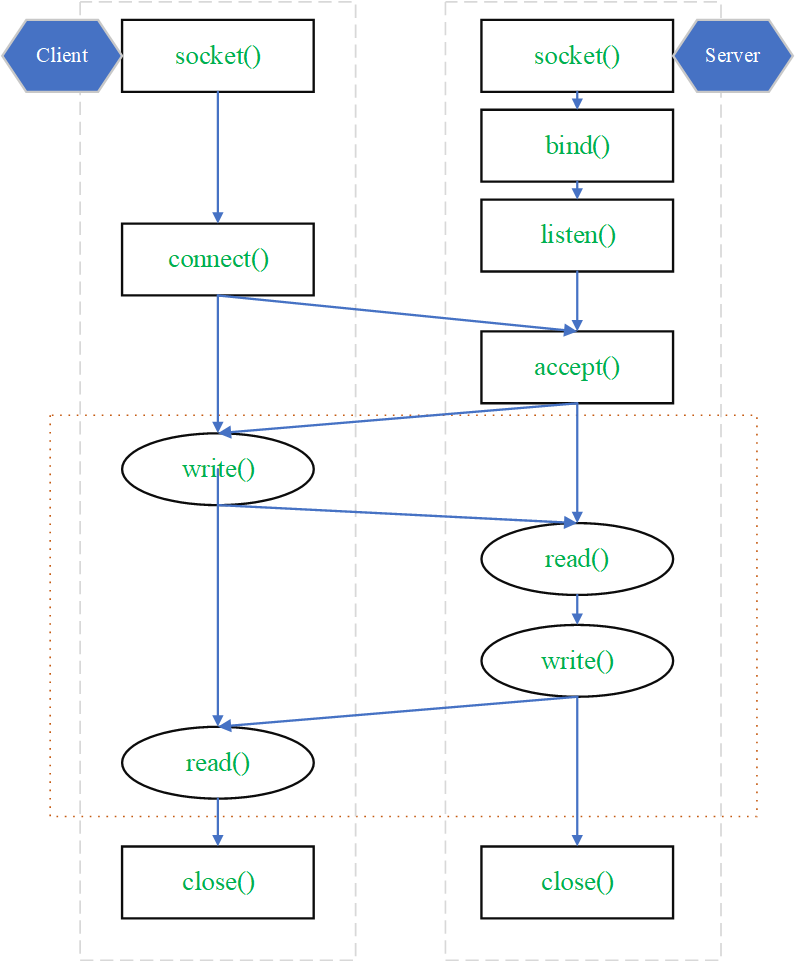 Client
socket()
socket()
Server
bind()
listen()
connect()
accept()
write()
read()
write()
read()
close()
close()